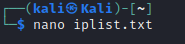 ┌──(kali㉿Kali)-[~]
└─$ nano iplist.txt